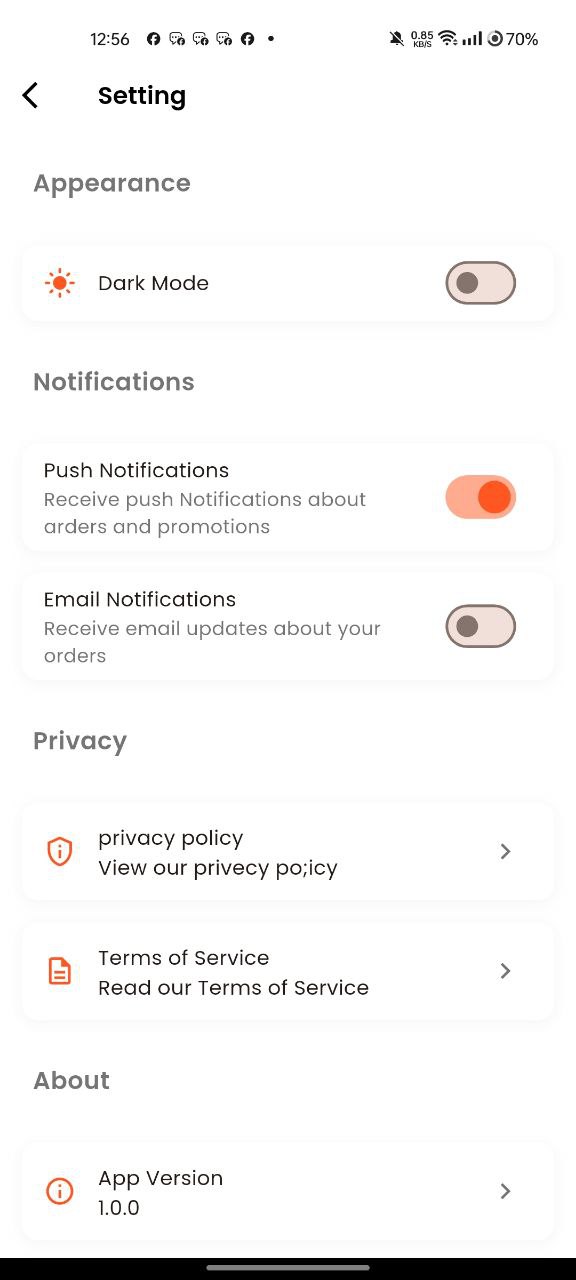 12:56
0.85
KB/S
70%
Setting
Appearance
Dark Mode
Notifications
Push Notifications
Receive push Notifications about
orders and promotions
Email Notifications
Receive email updates about your
orders
Privacy
privacy policy
View our privecy po;icy
Terms of Service
Read our Terms of Service
About
App Version
1.0.0